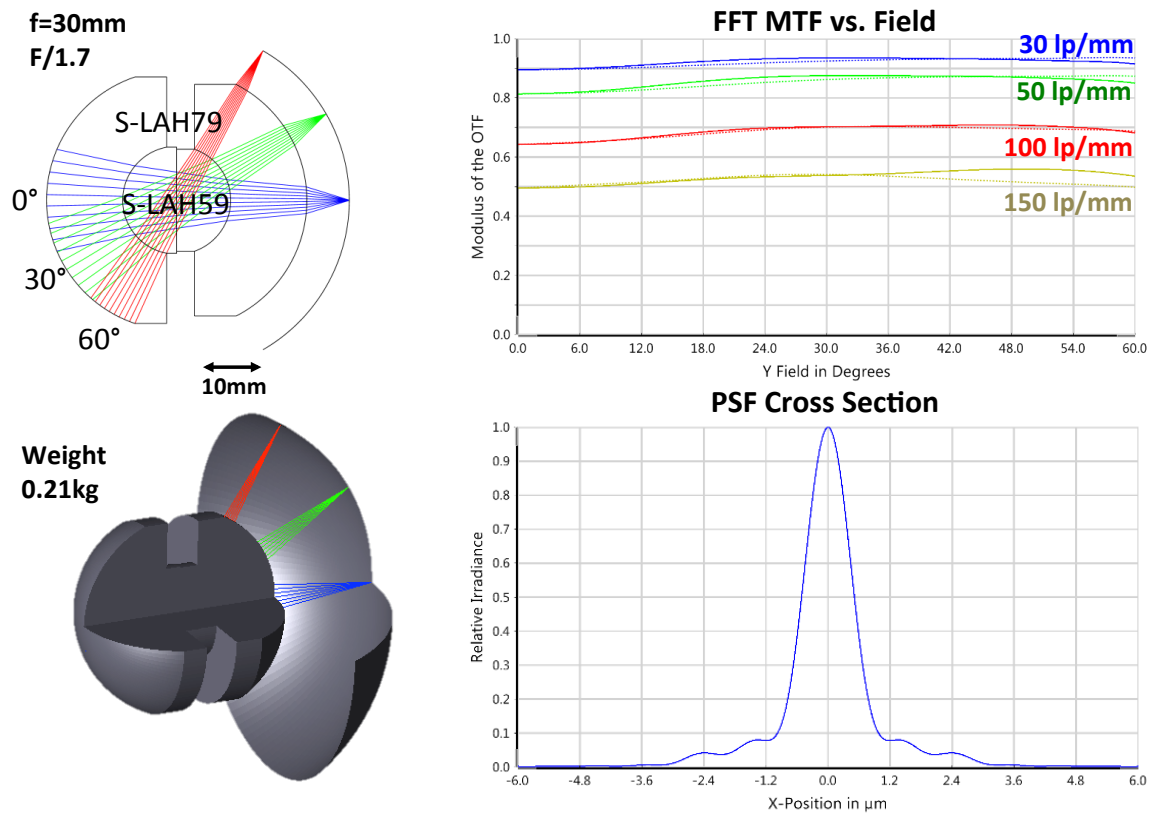 f=30mm
F/1.7
S-LAH79
S-LAH59
0°
30°
60°
10mm
FFT MTF vs. Field
Modulus of the OTF
1.0
0.8
0.6
0.4
0.2
0.0
30 lp/mm
50 lp/mm
100 lp/mm
150 lp/mm
0.0 6.0 12.0 18.0 24.0 30.0 36.0 42.0 48.0 54.0 60.0
Y Field in Degrees
Weight
0.21kg
PSF Cross Section
Relative Irradiance
1.0
0.9
0.8
0.7
0.6
0.5
0.4
0.3
0.2
0.1
0.0
-6.0 -4.8 -3.6 -2.4 -1.2 0.0 1.2 2.4 3.6 4.8 6.0
X-Position in µm